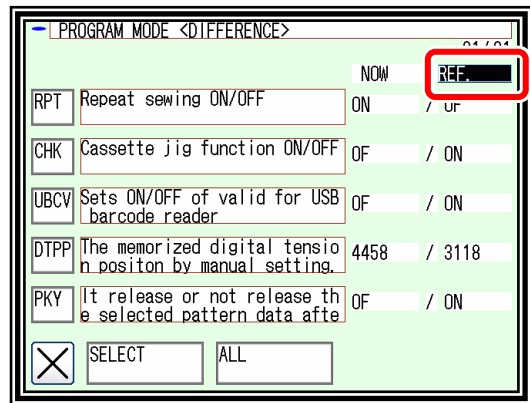 PROGRAM MODE <DIFFERENCE>
01/01
NOW REF.
RPT Repeat sewing ON/OFF ON / OF
CHK Cassette jig function ON/OFF OF / ON
UBCV Sets ON/OFF of valid for USB
barcode reader OF / ON
DTPP The memorized digital tensio
n positon by manual setting. 4458 / 3118
PKY It release or not release th
e selected pattern data afte OF / ON
SELECT ALL